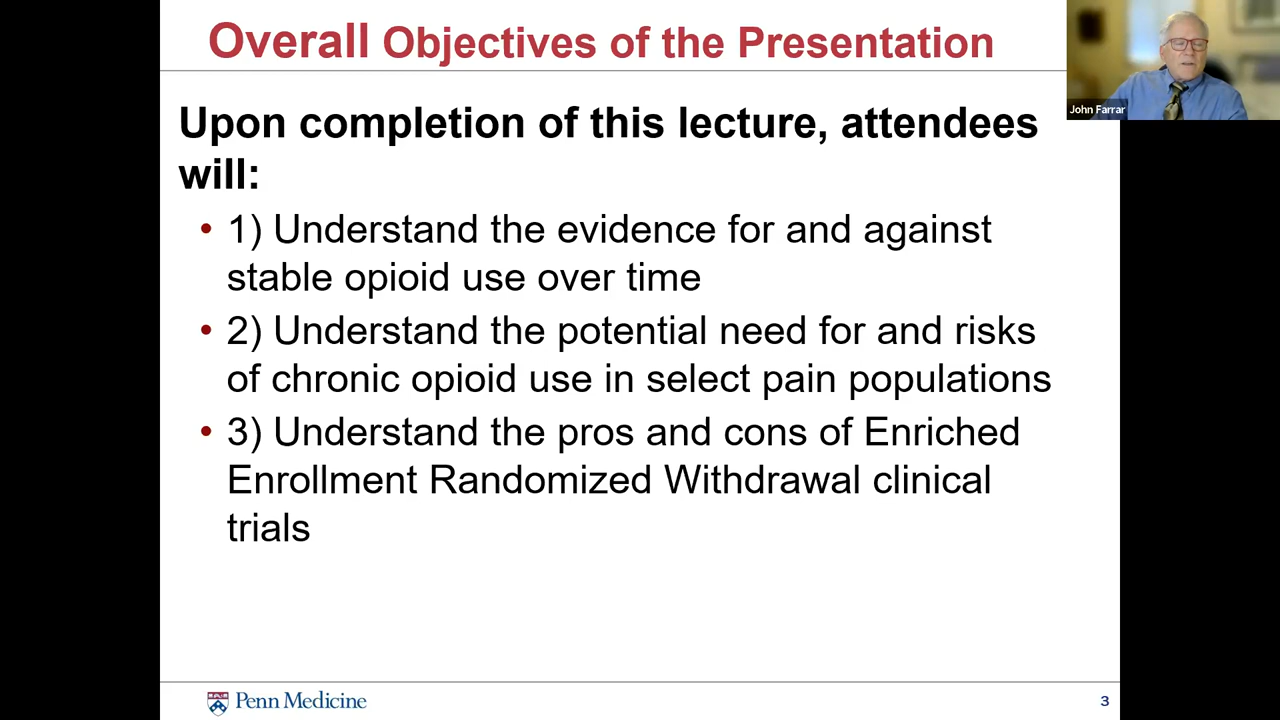 Overall Objectives of the Presentation
John Farrar
Upon completion of this lecture, attendees
will:
• 1) Understand the evidence for and against
stable opioid use over time
• 2) Understand the potential need for and risks
of chronic opioid use in select pain populations
• 3) Understand the pros and cons of Enriched
Enrollment Randomized Withdrawal clinical
trials
Penn Medicine
3